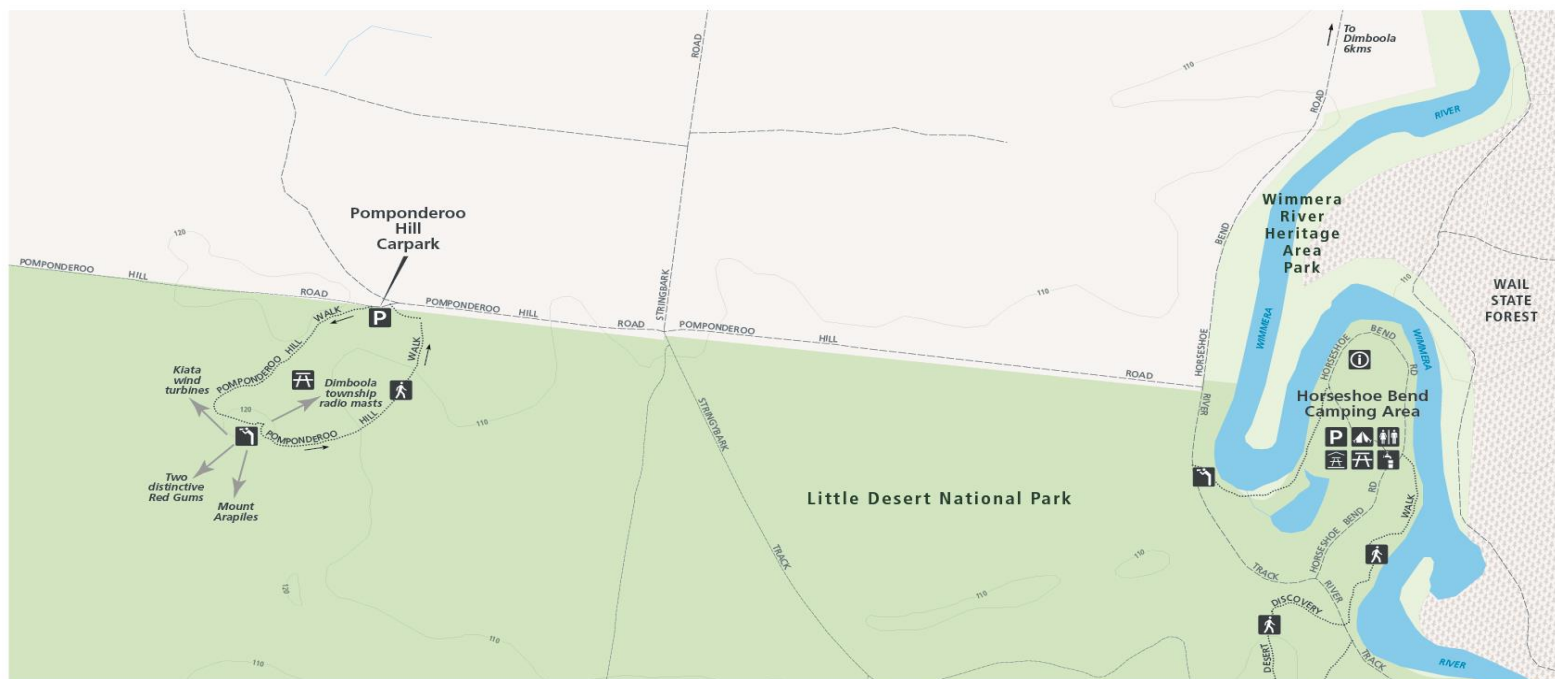 To
Dimboola
6kms
ROAD
110
ROAD
RIVER
Wimmera
River
Heritage
Area
Park
BEND
Pomponderoo
Hill
Carpark
120
POMPONDEROO
HILL
ROAD
POMPONDEROO
HILL
ROAD
STRINGBARK
POMPONDEROO
HILL
ROAD
110
110
WAIL
STATE
FOREST
P
WALK
HILL
POMPONDEROO
WALK
HORSESHOE
WIMMERA
HORSESHOE
BEND
RD
WIMMERA
i
Kiata
wind
turbines
Dimboola
township
radio masts
120
POMPONDEROO
HILL
110
Two
distinctive
Red Gums
Mount
Arapiles
STRINGYBARK
TRACK
RIVER
Horseshoe Bend
Camping Area
P
Little Desert National Park
RD
BEND
HORSESHOE
WALK
110
110
120
110
110
TRACK
RIVER
DISCOVERY
DESERT
TRACK
RIVER